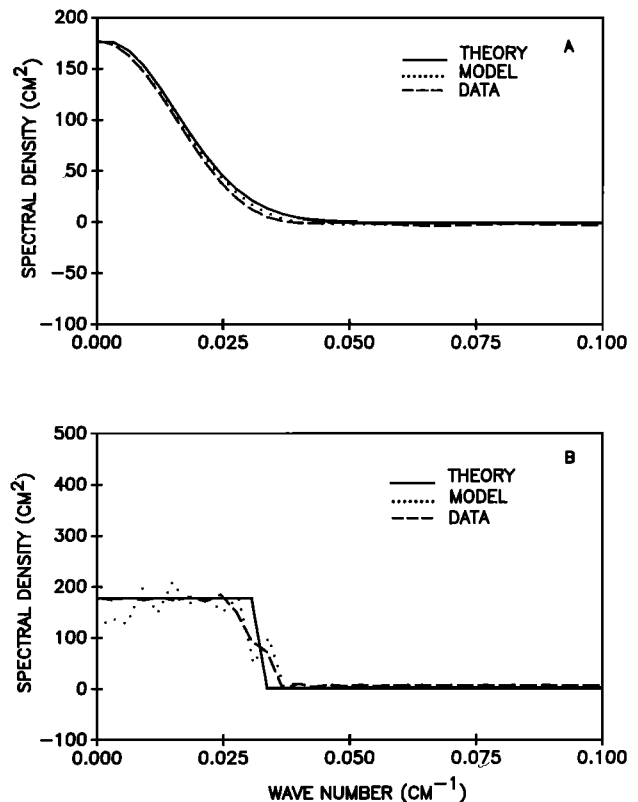 200
150
100
50
0
-50
-100
SPECTRAL DENSITY (CM²)
A
THEORY
MODEL
DATA
0.000
0.025
0.050
0.075
0.100
500
400
300
200
100
0
-100
SPECTRAL DENSITY (CM²)
B
THEORY
MODEL
DATA
0.000
0.025
0.050
0.075
0.100
WAVE NUMBER (CM⁻¹)